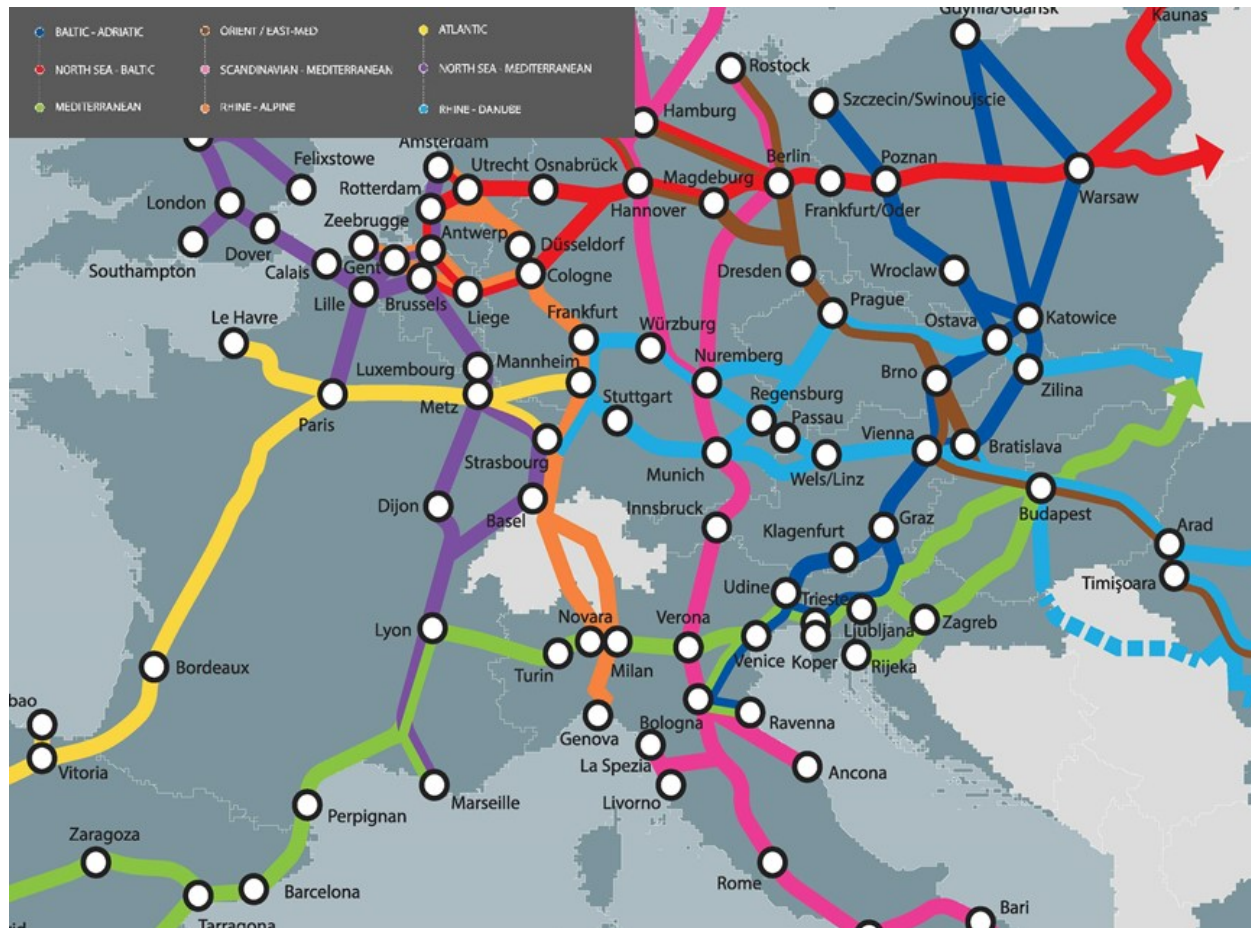 BALTIC - ADRIATIC
ORIENT / EAST-MED
ATLANTIC
NORTH SEA - BALTIC
SCANDINAVIAN - MEDITERRANEAN
NORTH SEA - MEDITERRANEAN
MEDITERRANEAN
RHINE - ALPINE
RHINE - DANUBE
Gdynia/Gdansk
Kaunas
Rostock
Szczecin/Swinoujscie
Hamburg
Amsterdam
Felixstowe
Utrecht
Osnabrück
Magdeburg
Berlin
Poznan
Rotterdam
London
Hannover
Frankfurt/Oder
Warsaw
Zeebrugge
Antwerp
Düsseldorf
Dover
Southampton
Calais
Gent
Cologne
Dresden
Wroclaw
Lille
Brussels
Liege
Frankfurt
Prague
Le Havre
Würzburg
Ostava
Katowice
Luxembourg
Mannheim
Nuremberg
Brno
Zilina
Metz
Stuttgart
Regensburg
Paris
Passau
Vienna
Bratislava
Strasbourg
Munich
Wels/Linz
Dijon
Basel
Innsbruck
Budapest
Klagenfurt
Graz
Arad
Udine
Trieste
Timişoara
Lyon
Novara
Verona
Ljubljana
Zagreb
Bordeaux
Turin
Milan
Venice
Koper
Rijeka
bao
Genova
Bologna
Ravenna
Vitoria
La Spezia
Ancona
Marseille
Livorno
Perpignan
Zaragoza
Barcelona
Rome
Bari
Tarragona
id